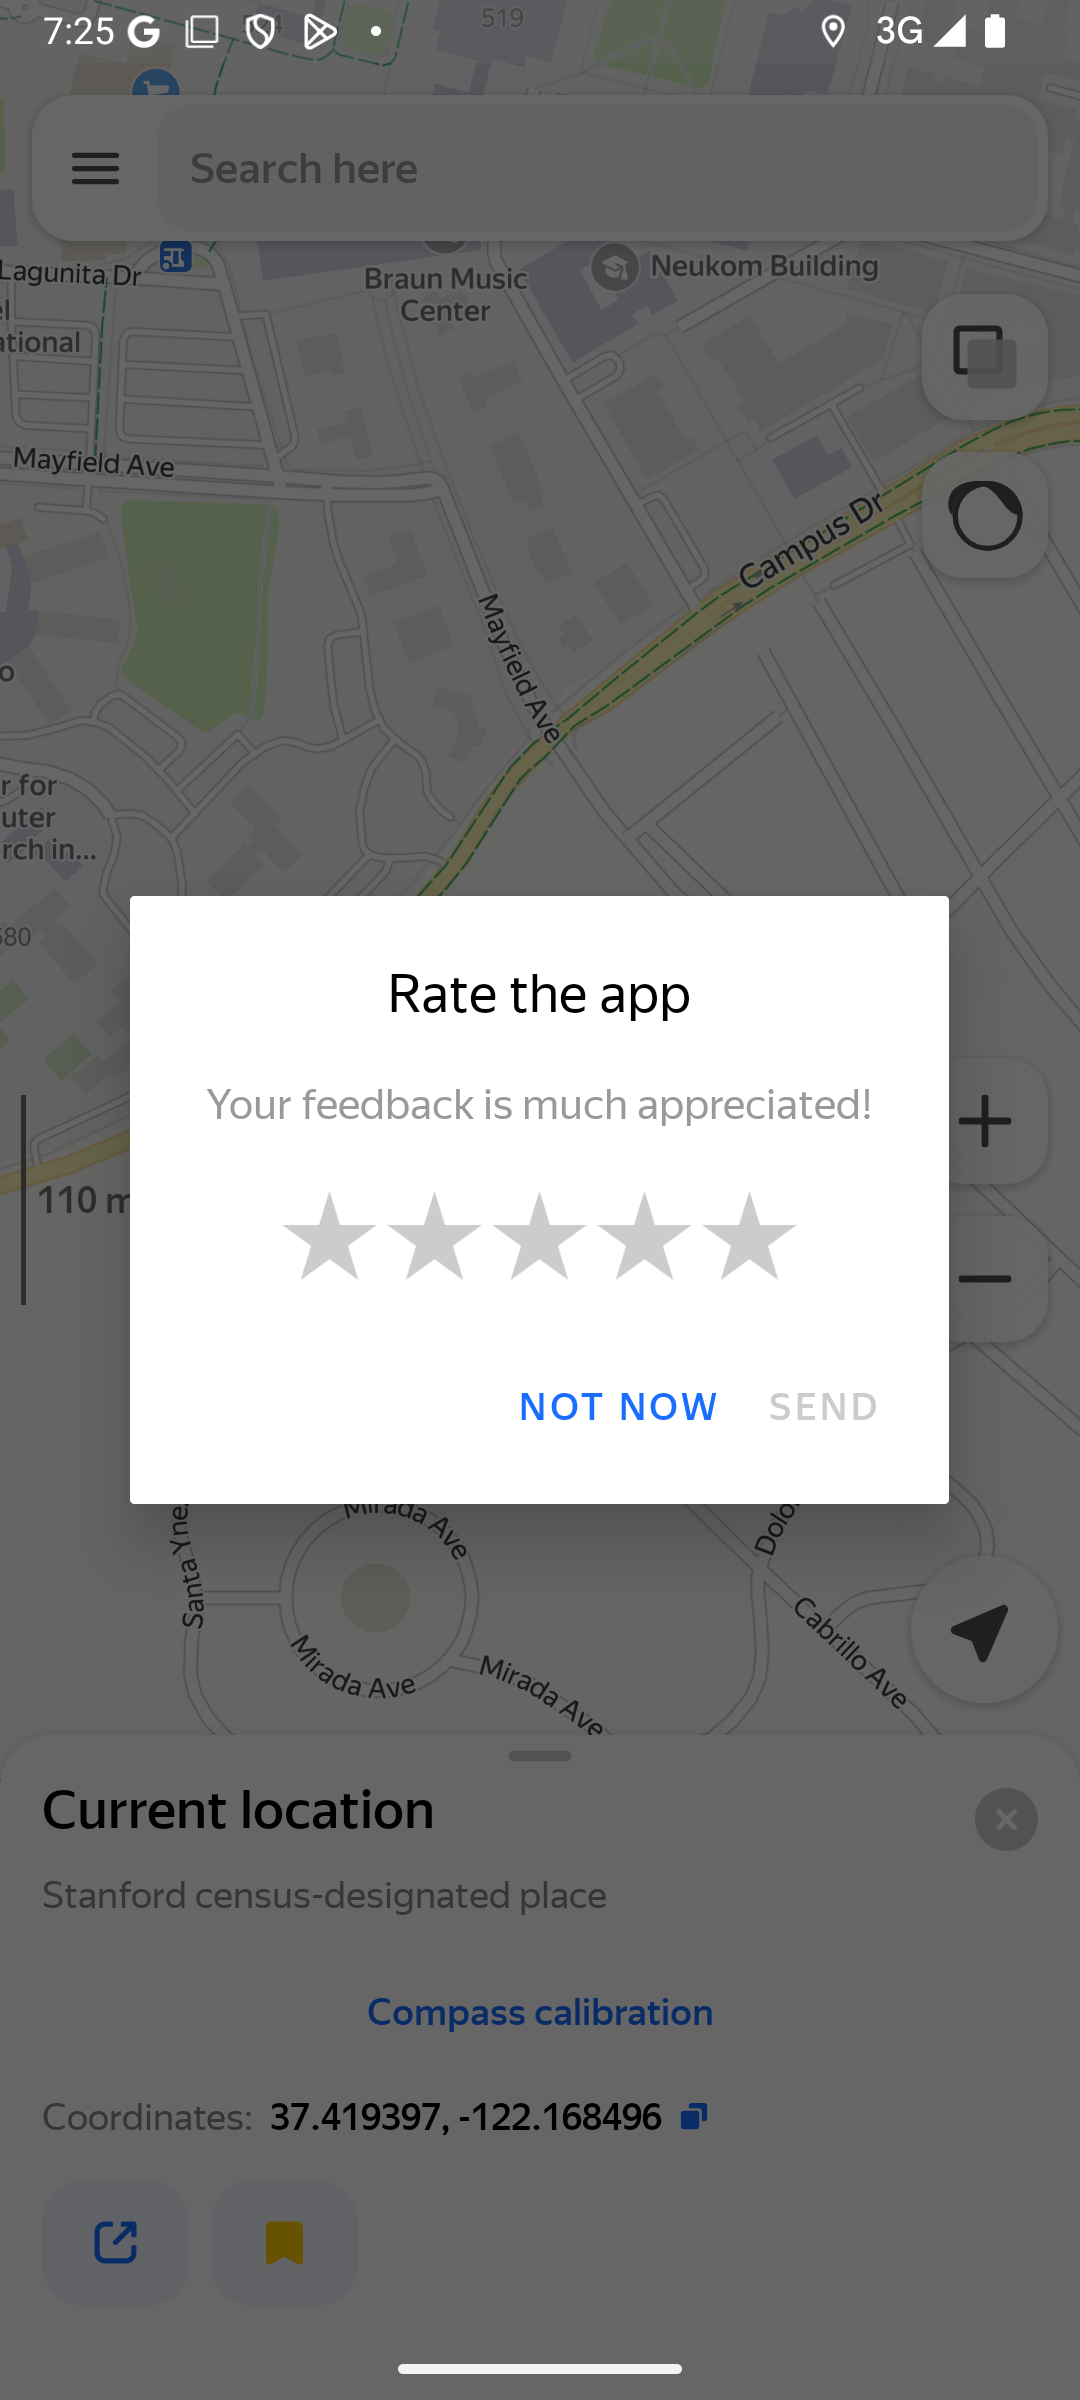 7:25
3G
519
Search here
Lagunita Dr
Braun Music
Center
Neukom Building
ational
Mayfield Ave
Campus Dr
Mayfield Ave
r for
uter
rch in...
680
Rate the app
Your feedback is much appreciated!
110 m
NOT NOW
SEND
Mirada Ave
Santa Yne
Dolo
Mirada Ave
Mirada Ave
Cabrillo Ave
Current location
Stanford census-designated place
Compass calibration
Coordinates: 37.419397, -122.168496